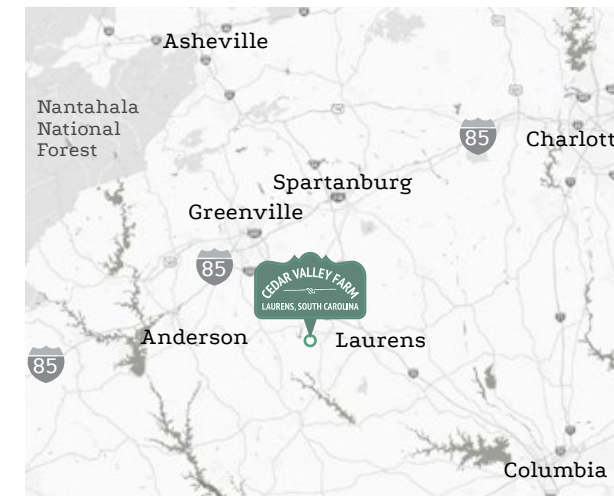 Asheville
Nantahala
National
Forest
85
Charlott
Spartanburg
Greenville
85
CEDAR VALLEY FARM
LAURENS, SOUTH CAROLINA
Anderson
Laurens
85
Columbia